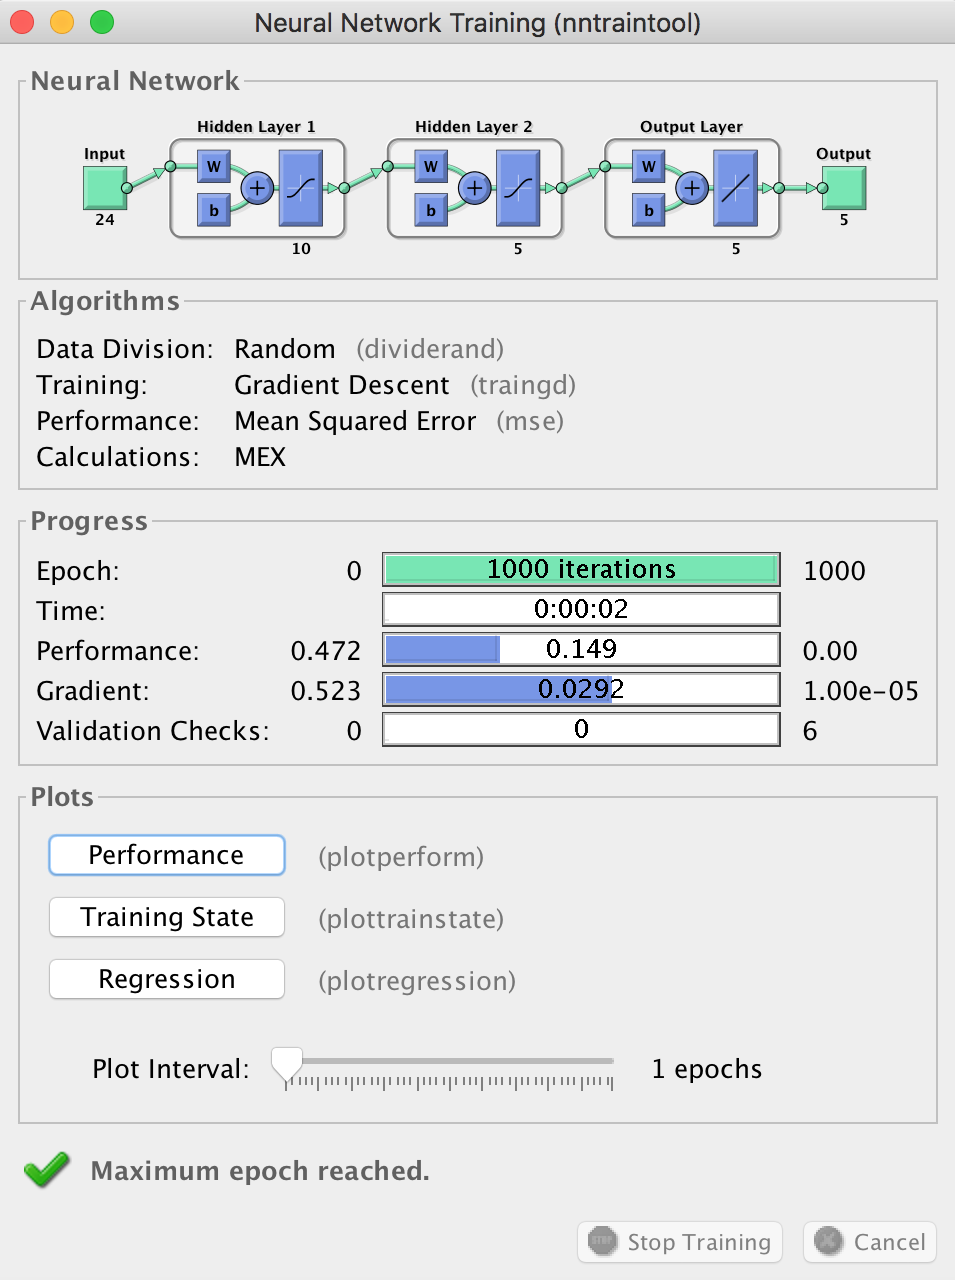 Neural Network Training (nntraintool)
Neural Network
Hidden Layer 1 Hidden Layer 2 Output Layer
Input Output
W W W
+ + +
b b b
24 5
10 5 5
Algorithms
Data Division: Random (dividerand)
Training: Gradient Descent (traingd)
Performance: Mean Squared Error (mse)
Calculations: MEX
Progress
Epoch: 0 1000 iterations 1000
Time: 0:00:02
Performance: 0.472 0.149 0.00
Gradient: 0.523 0.0292 1.00e-05
Validation Checks: 0 0 6
Plots
Performance (plotperform)
Training State (plottrainstate)
Regression (plotregression)
Plot Interval: 1 epochs
Maximum epoch reached.
STOP Stop Training Cancel